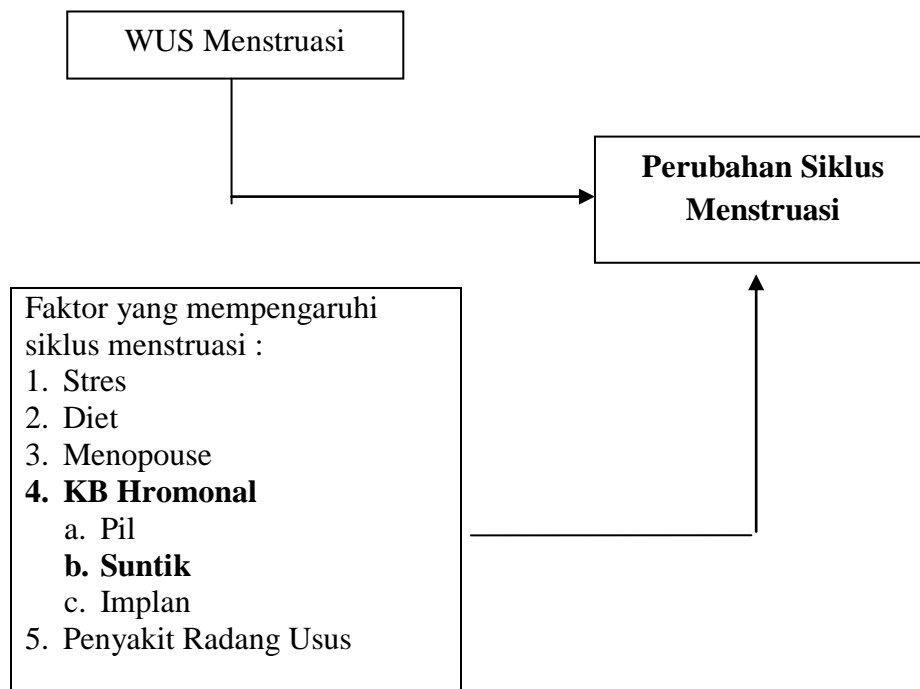 WUS Menstruasi
Perubahan Siklus
Menstruasi
Faktor yang mempengaruhi
siklus menstruasi :
1. Stres
2. Diet
3. Menopouse
4. KB Hromonal
a. Pil
b. Suntik
c. Implan
5. Penyakit Radang Usus